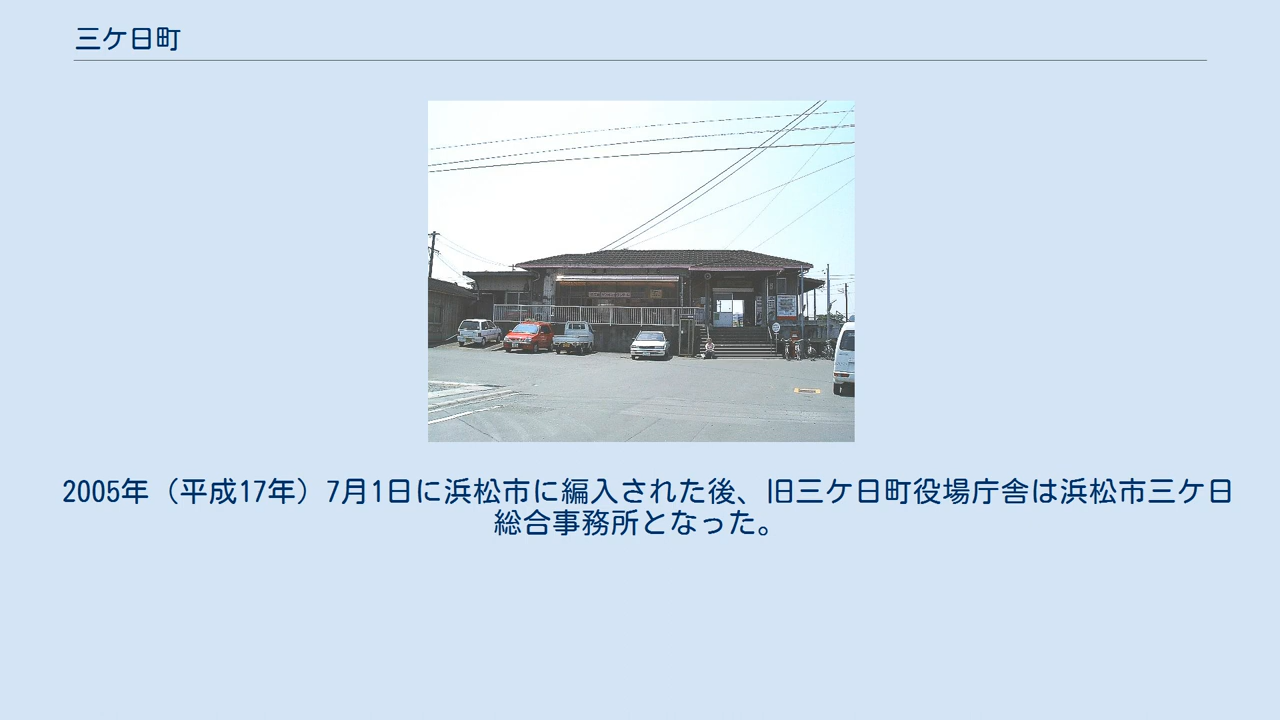 三ケ日町
2005年（平成17年）7月1日に浜松市に編入された後、旧三ケ日町役場庁舎は浜松市三ケ日
総合事務所となった。